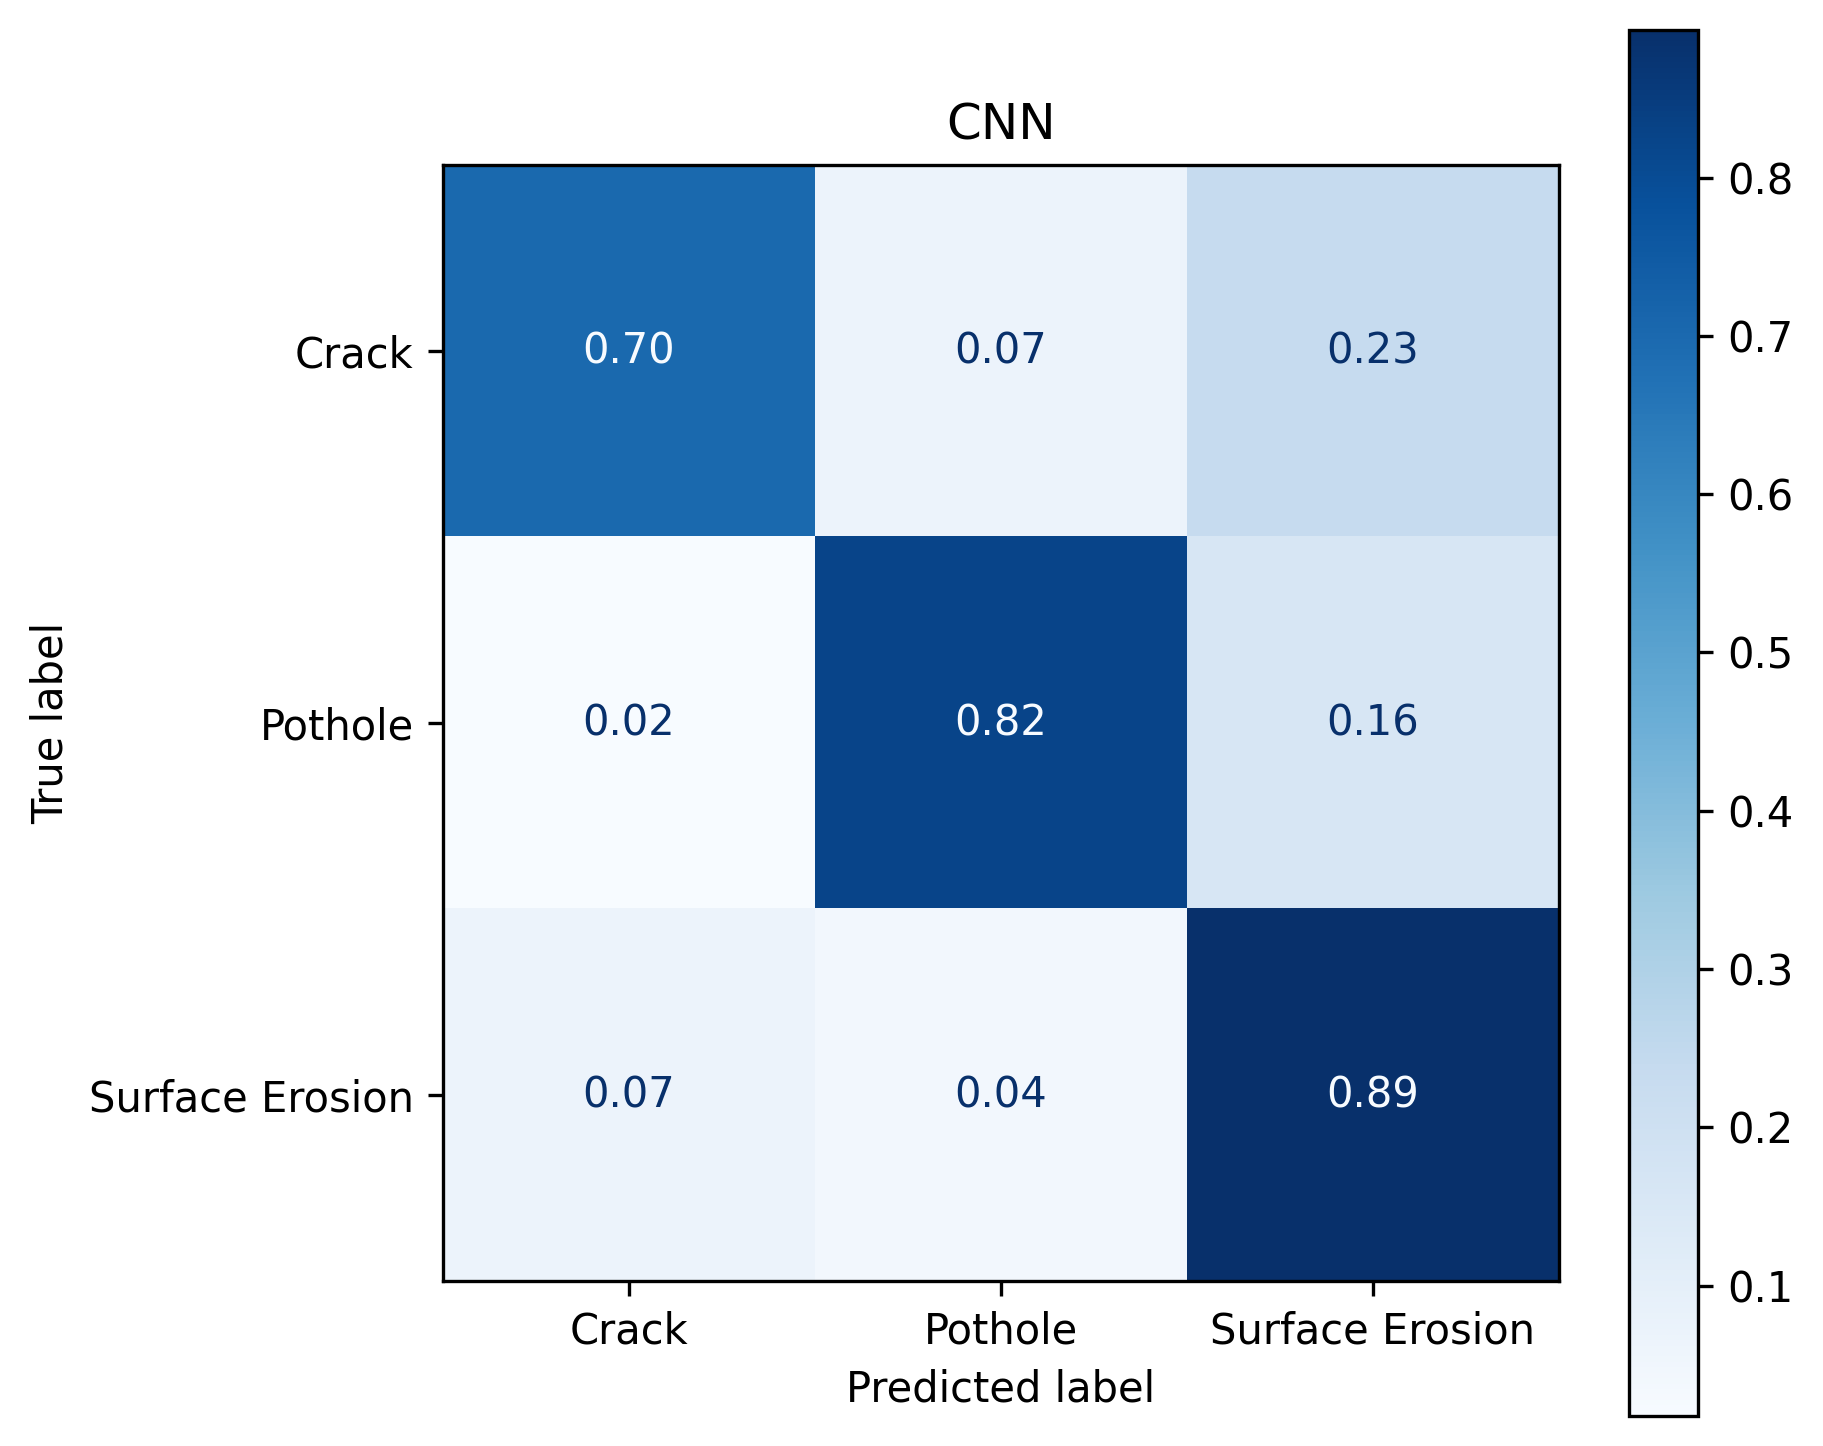 CNN
Crack 0.70 0.07 0.23
Pothole 0.02 0.82 0.16
Surface Erosion 0.07 0.04 0.89
Crack Pothole Surface Erosion
Predicted label
True label
0.8
0.7
0.6
0.5
0.4
0.3
0.2
0.1